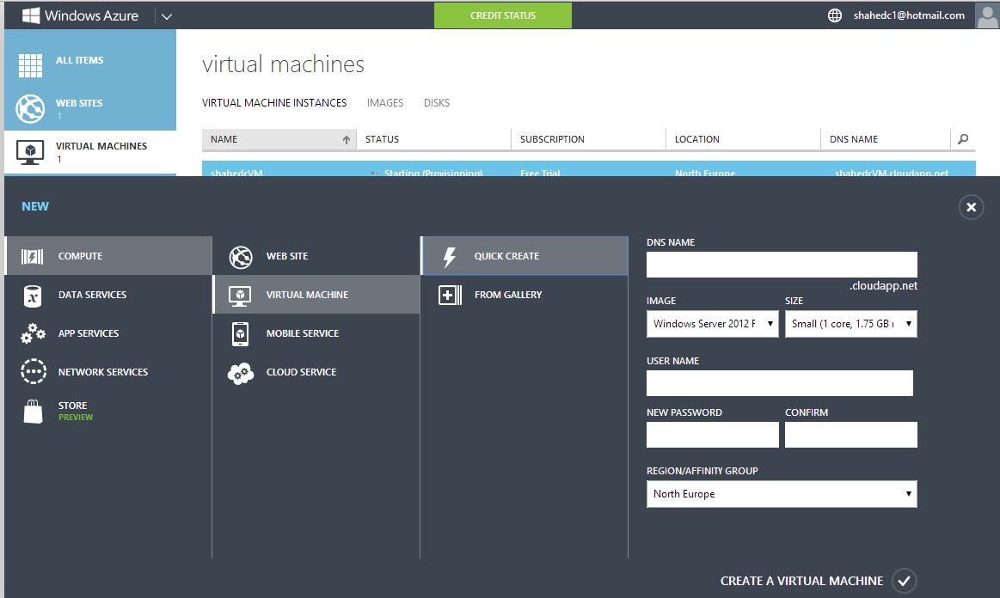 Windows Azure
CREDIT STATUS
shahedc1@hotmail.com
ALL ITEMS
WEB SITES
1
VIRTUAL MACHINES
1
virtual machines
VIRTUAL MACHINE INSTANCES IMAGES DISKS
NAME STATUS SUBSCRIPTION LOCATION DNS NAME
shahedcVM Starting (Provisioning) Free Trial North Europe shahedcVM.cloudapp.net
NEW
COMPUTE
DATA SERVICES
APP SERVICES
NETWORK SERVICES
STORE
PREVIEW
WEB SITE
VIRTUAL MACHINE
MOBILE SERVICE
CLOUD SERVICE
QUICK CREATE
FROM GALLERY
DNS NAME
.cloudapp.net
IMAGE SIZE
Windows Server 2012 Small (1 core, 1.75 GB
USER NAME
NEW PASSWORD CONFIRM
REGION/AFFINITY GROUP
North Europe
CREATE A VIRTUAL MACHINE